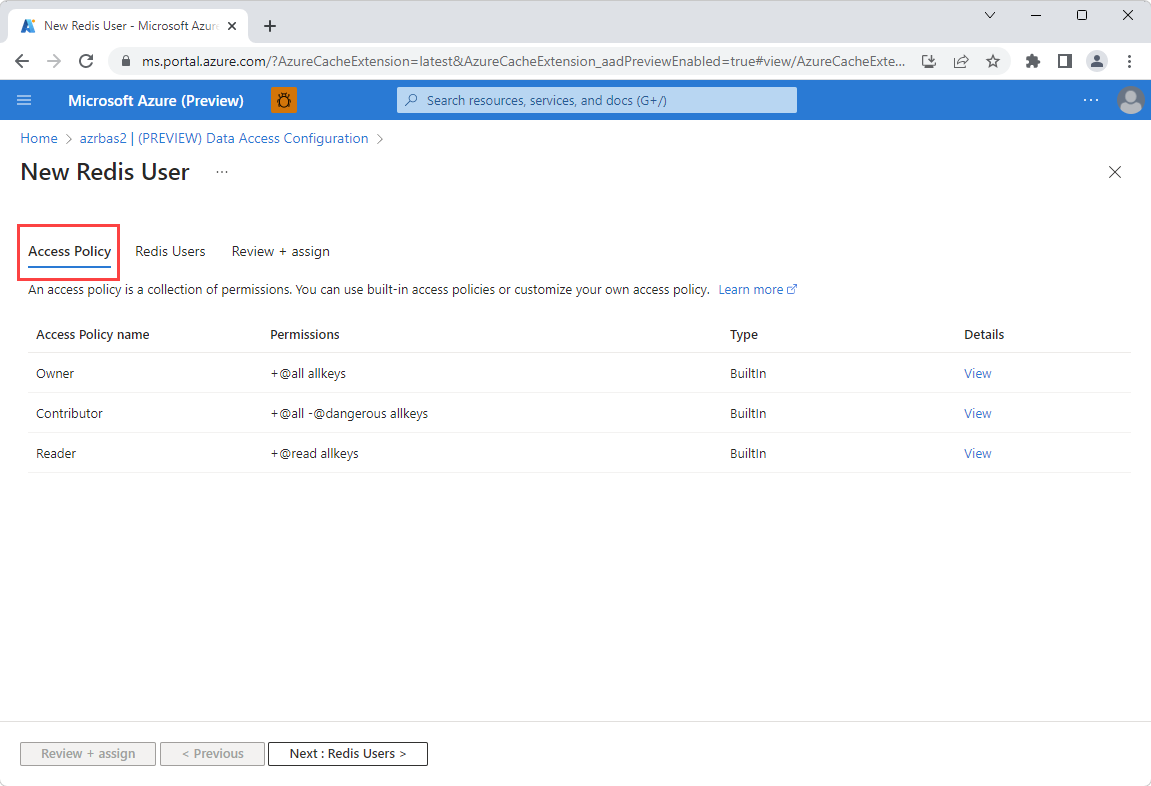 New Redis User - Microsoft Azure
ms.portal.azure.com/?AzureCacheExtension=latest&AzureCacheExtension_aadPreviewEnabled=true#view/AzureCacheExte...
Microsoft Azure (Preview)
Search resources, services, and docs (G+/)
Home > azrbas2 | (PREVIEW) Data Access Configuration >
New Redis User ...
Access Policy Redis Users Review + assign
An access policy is a collection of permissions. You can use built-in access policies or customize your own access policy. Learn more
Access Policy name Permissions Type Details
Owner +@all allkeys BuiltIn View
Contributor +@all -@dangerous allkeys BuiltIn View
Reader +@read allkeys BuiltIn View
Review + assign < Previous Next : Redis Users >